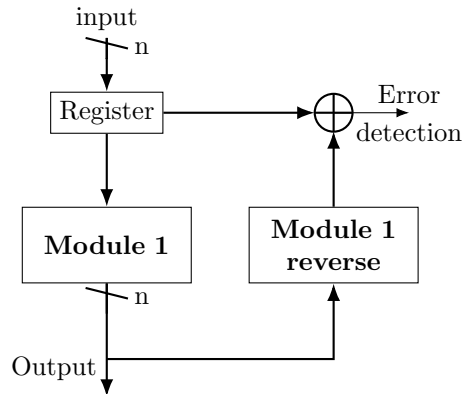 input
n
Register
Error
detection
Module 1
Module 1
reverse
n
Output